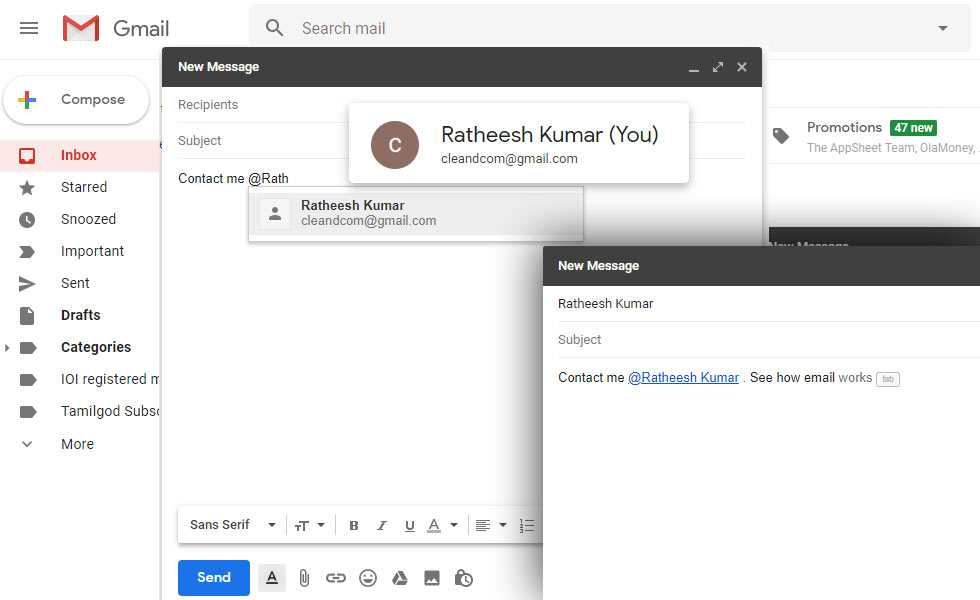 Gmail
Search mail
Compose
Inbox
Starred
Snoozed
Important
Sent
Drafts
Categories
IOI registered m
Tamilgod Subsc
More
New Message
Recipients
Subject
Contact me @Rath
C
Ratheesh Kumar (You)
cleandcom@gmail.com
Ratheesh Kumar
cleandcom@gmail.com
Sans Serif
B I U A
Send
A
Promotions 47 new
The AppSheet Team, OlaMoney,
New Message
New Message
Ratheesh Kumar
Subject
Contact me @Ratheesh Kumar . See how email works tab